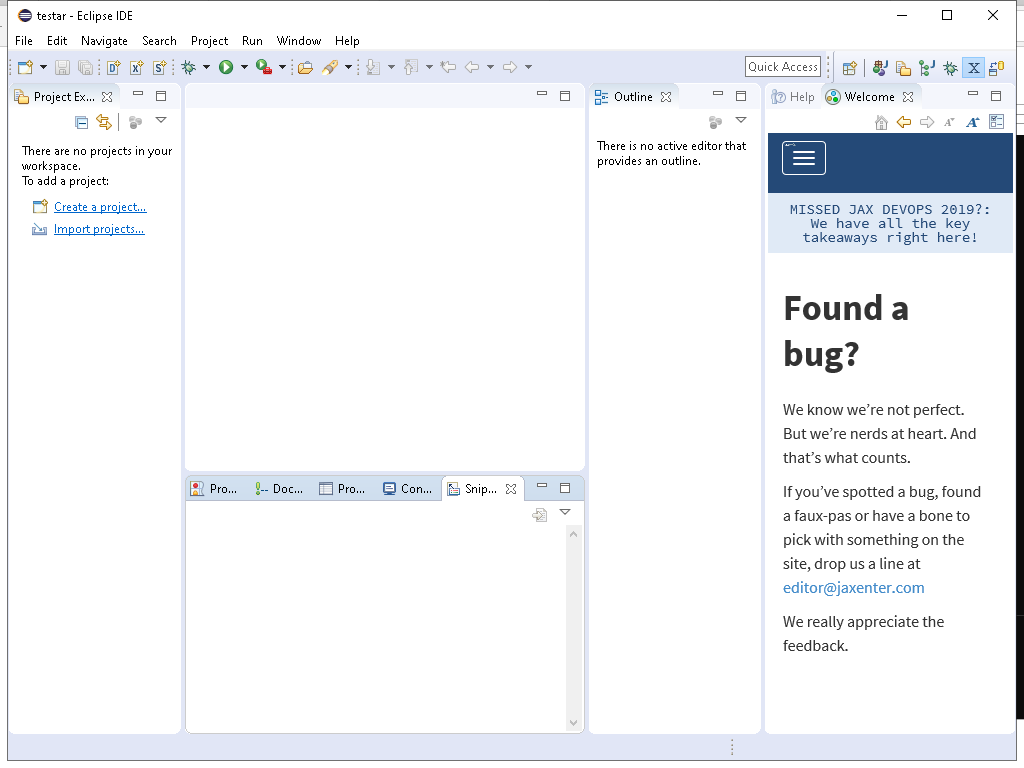 testar - Eclipse IDE
File Edit Navigate Search Project Run Window Help
Quick Access
Project Ex...
There are no projects in your
workspace.
To add a project:
Create a project...
Import projects...
Outline
There is no active editor that
provides an outline.
Help Welcome
MISSED JAX DEVOPS 2019?:
We have all the key
takeaways right here!
Found a
bug?
We know we’re not perfect.
But we’re nerds at heart. And
that’s what counts.
If you’ve spotted a bug, found
a faux-pas or have a bone to
pick with something on the
site, drop us a line at
editor@jaxenter.com
We really appreciate the
feedback.
Pro... Doc... Pro... Con... Snip...